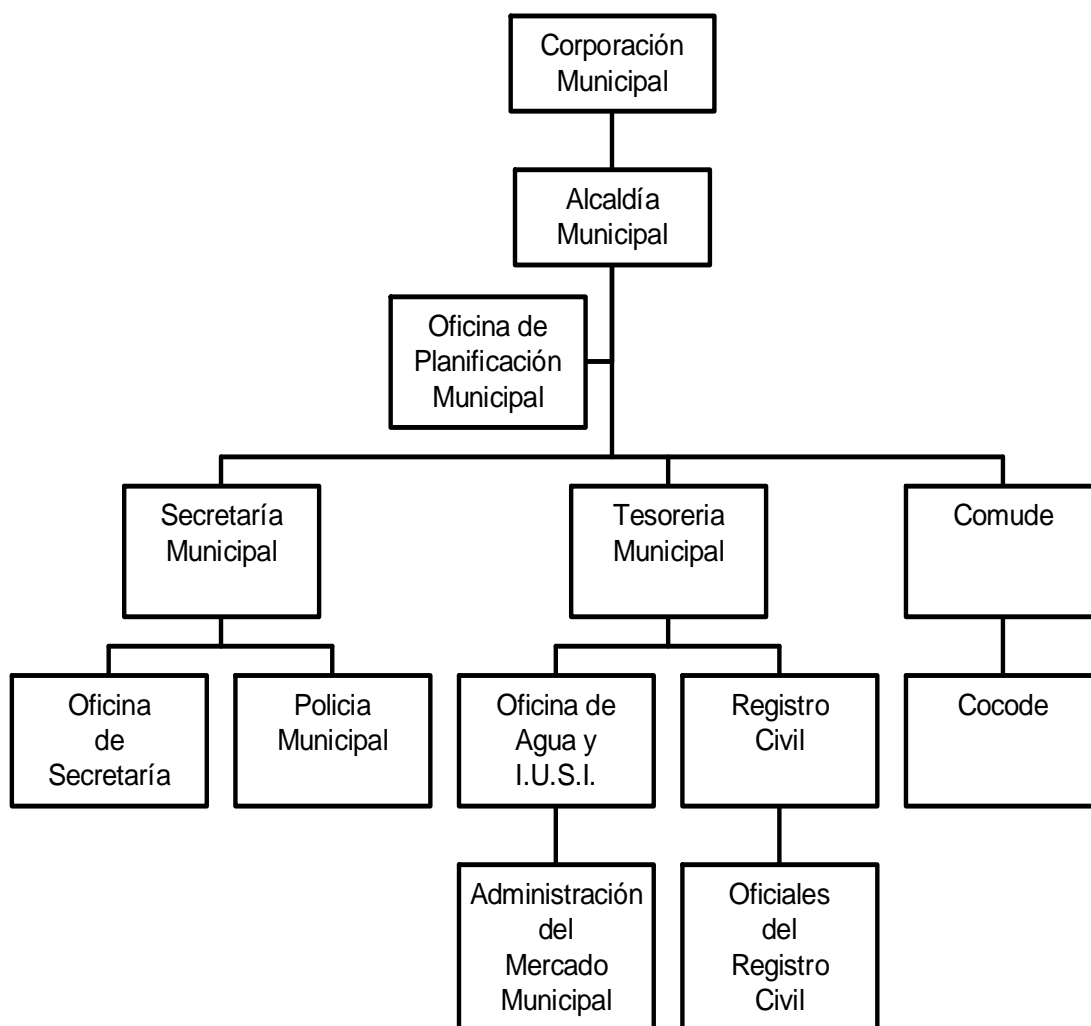 Corporación
Municipal
Alcaldía
Municipal
Oficina de
Planificación
Municipal
Secretaría
Municipal
Tesoreria
Municipal
Comude
Oficina
de
Secretaría
Policia
Municipal
Oficina de
Agua y
I.U.S.I.
Registro
Civil
Cocode
Administración
del
Mercado
Municipal
Oficiales
del
Registro
Civil